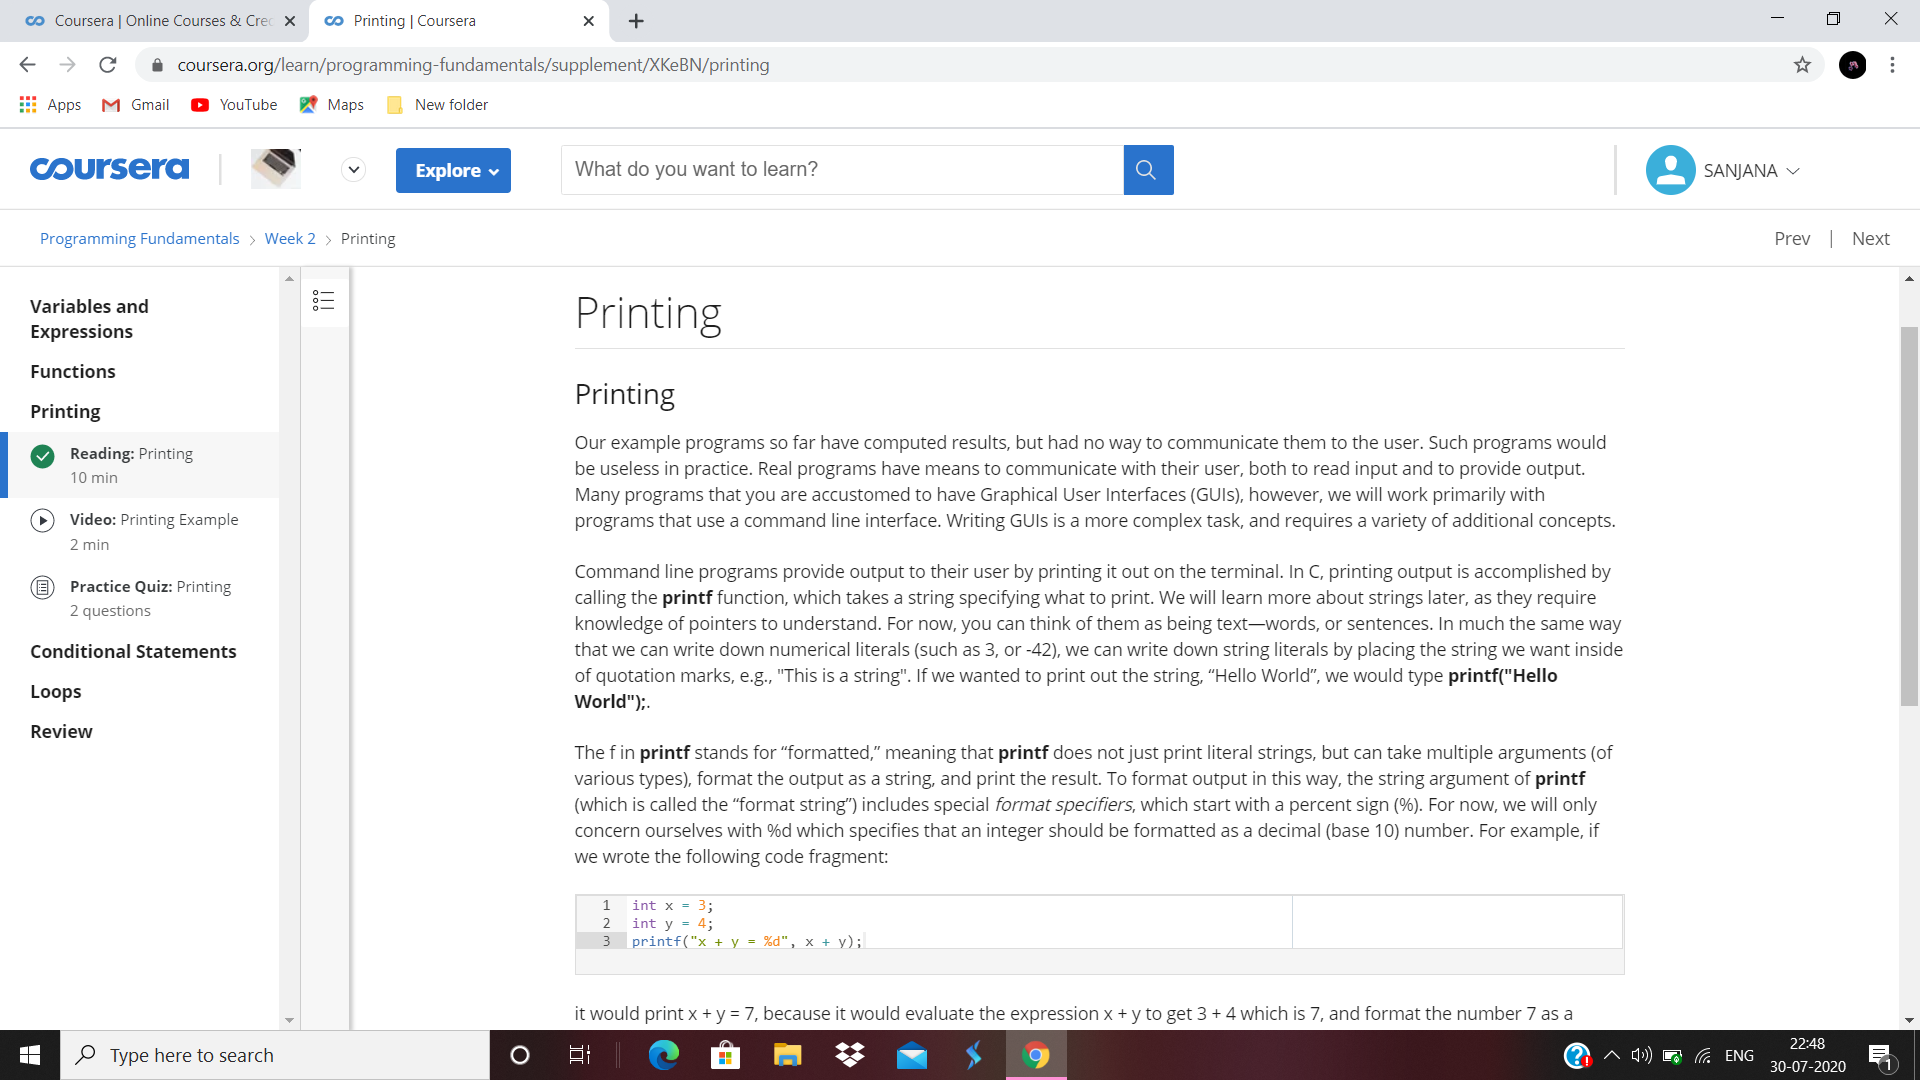 Coursera | Online Courses & Cre
Printing | Coursera
coursera.org/learn/programming-fundamentals/supplement/XKeBN/printing
Apps
Gmail
YouTube
Maps
New folder
coursera
Explore
What do you want to learn?
SANJANA
Programming Fundamentals > Week 2 > Printing
Prev | Next
Variables and
Expressions
Functions
Printing
Reading: Printing
10 min
Video: Printing Example
2 min
Practice Quiz: Printing
2 questions
Conditional Statements
Loops
Review
Printing
Printing
Our example programs so far have computed results, but had no way to communicate them to the user. Such programs would
be useless in practice. Real programs have means to communicate with their user, both to read input and to provide output.
Many programs that you are accustomed to have Graphical User Interfaces (GUIs), however, we will work primarily with
programs that use a command line interface. Writing GUIs is a more complex task, and requires a variety of additional concepts.
Command line programs provide output to their user by printing it out on the terminal. In C, printing output is accomplished by
calling the printf function, which takes a string specifying what to print. We will learn more about strings later, as they require
knowledge of pointers to understand. For now, you can think of them as being text—words, or sentences. In much the same way
that we can write down numerical literals (such as 3, or -42), we can write down string literals by placing the string we want inside
of quotation marks, e.g., "This is a string". If we wanted to print out the string, “Hello World”, we would type printf("Hello
World");.
The f in printf stands for “formatted,” meaning that printf does not just print literal strings, but can take multiple arguments (of
various types), format the output as a string, and print the result. To format output in this way, the string argument of printf
(which is called the “format string”) includes special format specifiers, which start with a percent sign (%). For now, we will only
concern ourselves with %d which specifies that an integer should be formatted as a decimal (base 10) number. For example, if
we wrote the following code fragment:
1 int x = 3;
2 int y = 4;
3 printf("x + y = %d", x + y);
it would print x + y = 7, because it would evaluate the expression x + y to get 3 + 4 which is 7, and format the number 7 as a
Type here to search
ENG
22:48
30-07-2020
1